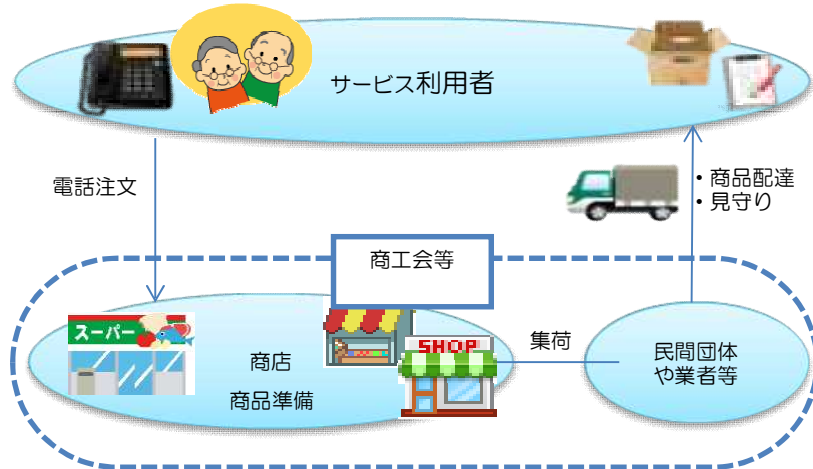 サービス利用者
電話注文
・商品配達
・見守り
商工会等
スーパー
SHOP
商店
商品準備
集荷
民間団体
や業者等